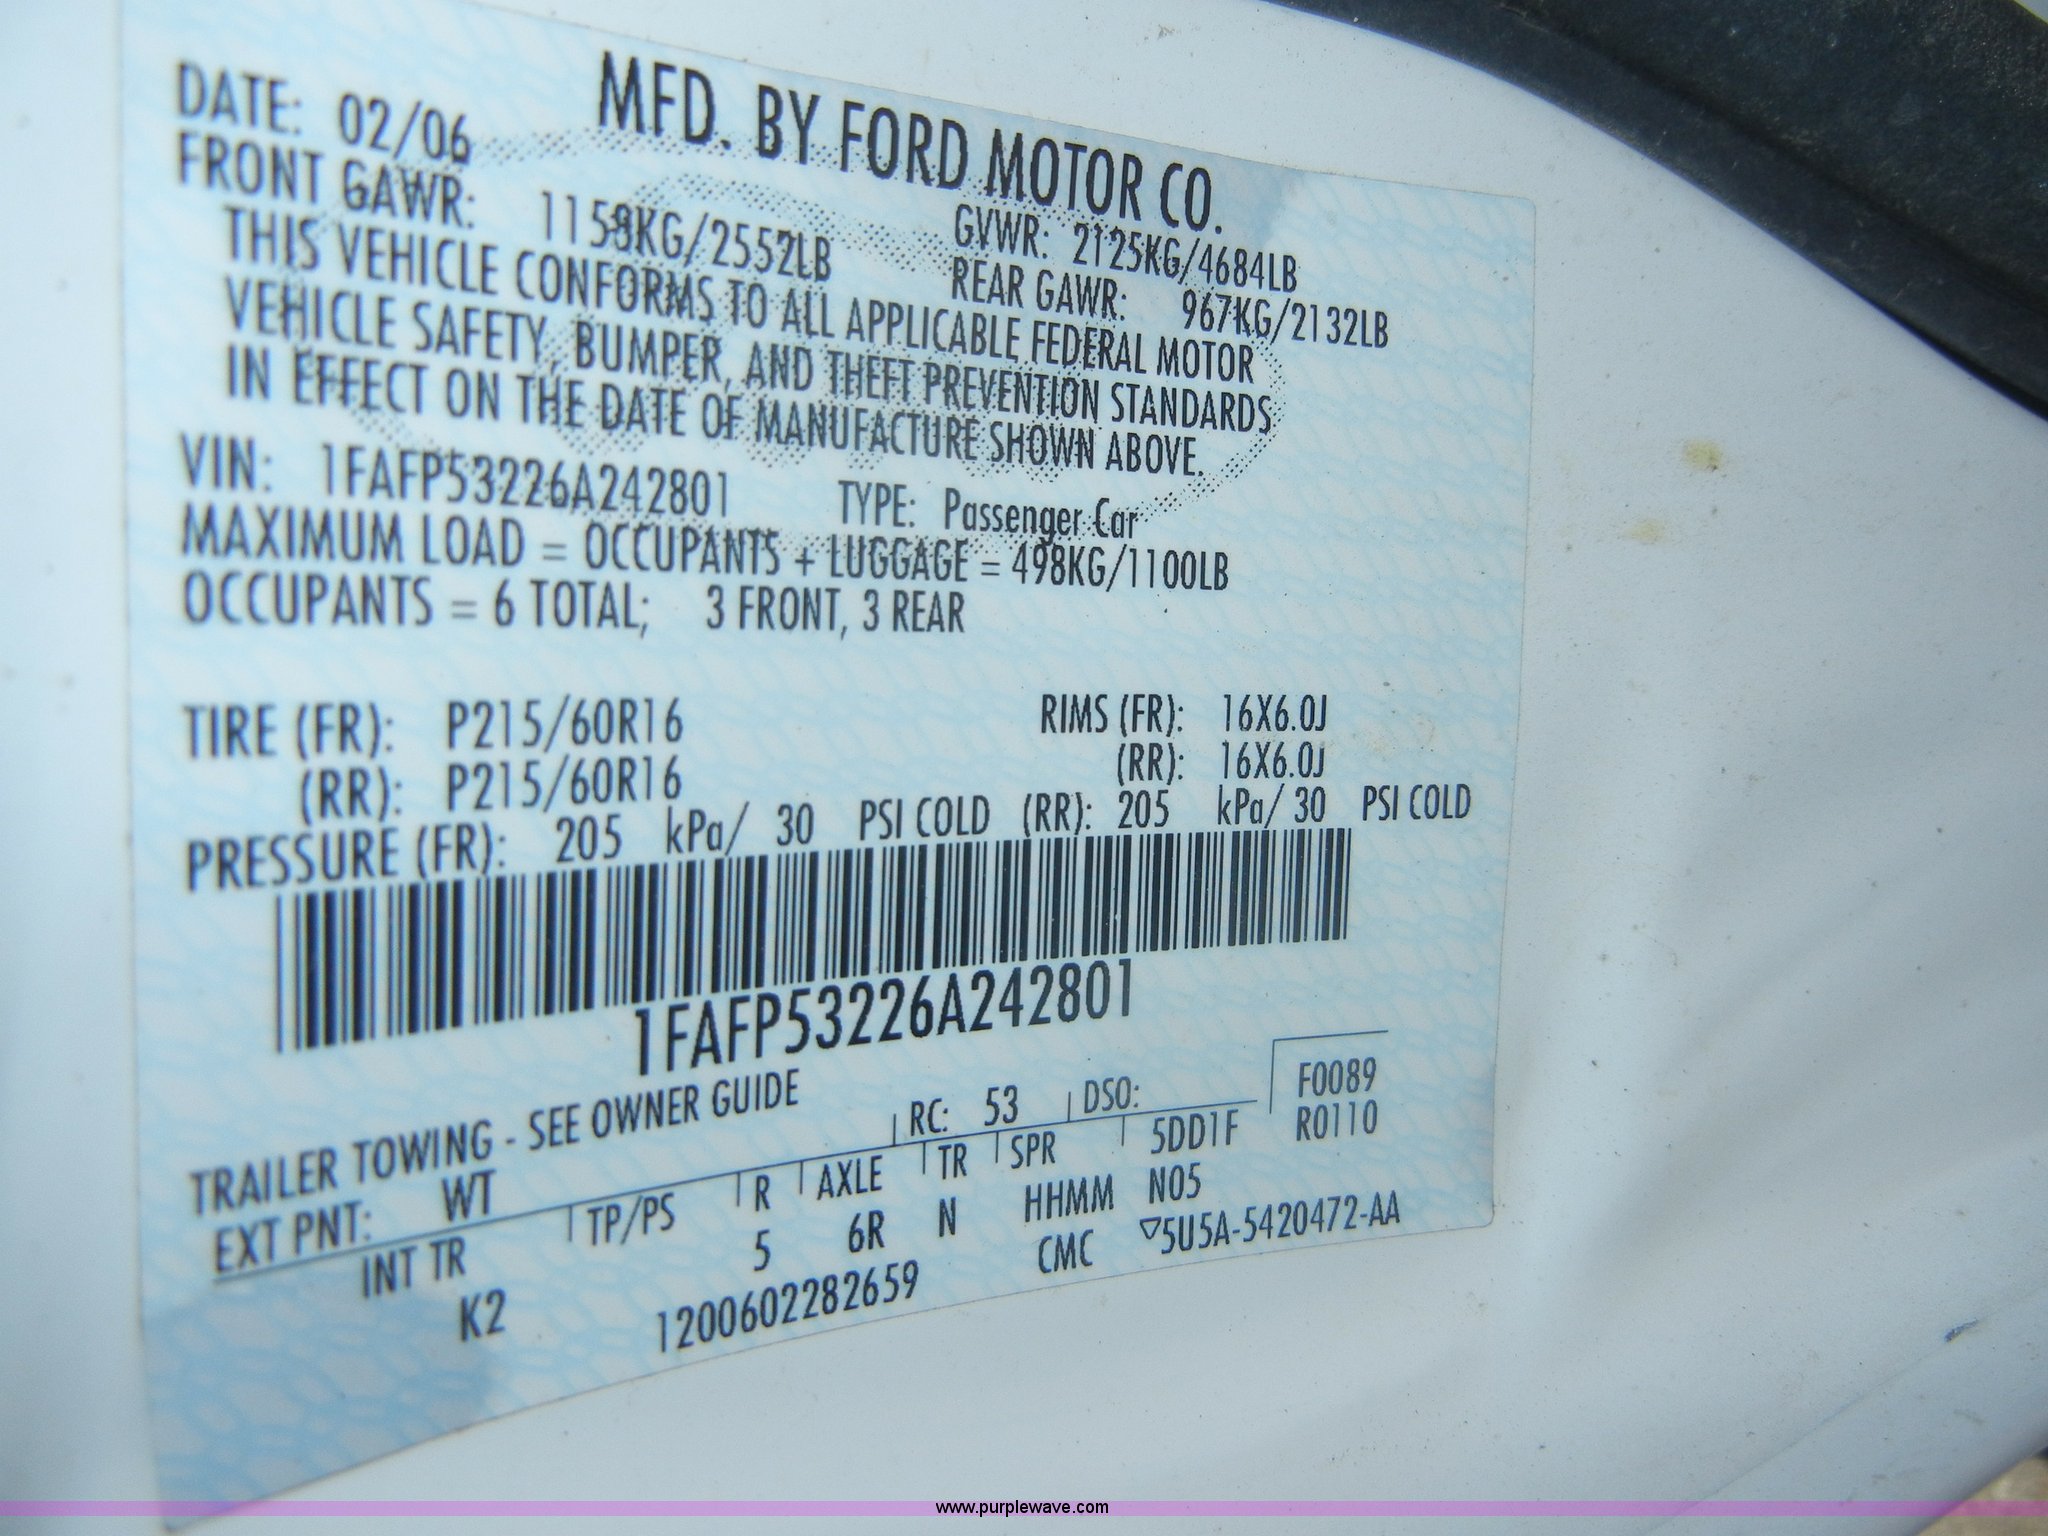 MFD. BY FORD MOTOR CO.
DATE: 02/06 GVWR: 2125KG/4684LB
FRONT GAWR: 1158KG/2552LB REAR GAWR: 967KG/2132LB
THIS VEHICLE CONFORMS TO ALL APPLICABLE FEDERAL MOTOR
VEHICLE SAFETY, BUMPER, AND THEFT PREVENTION STANDARDS
IN EFFECT ON THE DATE OF MANUFACTURE SHOWN ABOVE.
VIN: 1FAFP53226A242801 TYPE: Passenger Car
MAXIMUM LOAD = OCCUPANTS + LUGGAGE = 498KG/1100LB
OCCUPANTS = 6 TOTAL; 3 FRONT, 3 REAR
TIRE (FR): P215/60R16 RIMS (FR): 16X6.0J
(RR): P215/60R16 (RR): 16X6.0J
PRESSURE (FR): 205 kPa/ 30 PSI COLD (RR): 205 kPa/ 30 PSI COLD
1FAFP53226A242801
TRAILER TOWING - SEE OWNER GUIDE
F0089
EXT PNT: WT RC: 53 DSO: R0110
INT TR TP/PS R AXLE TR SPR 5DD1F
K2 5 6R N HHMM N05
1200602282659 CMC ▽5U5A-5420472-AA
www.purplewave.com